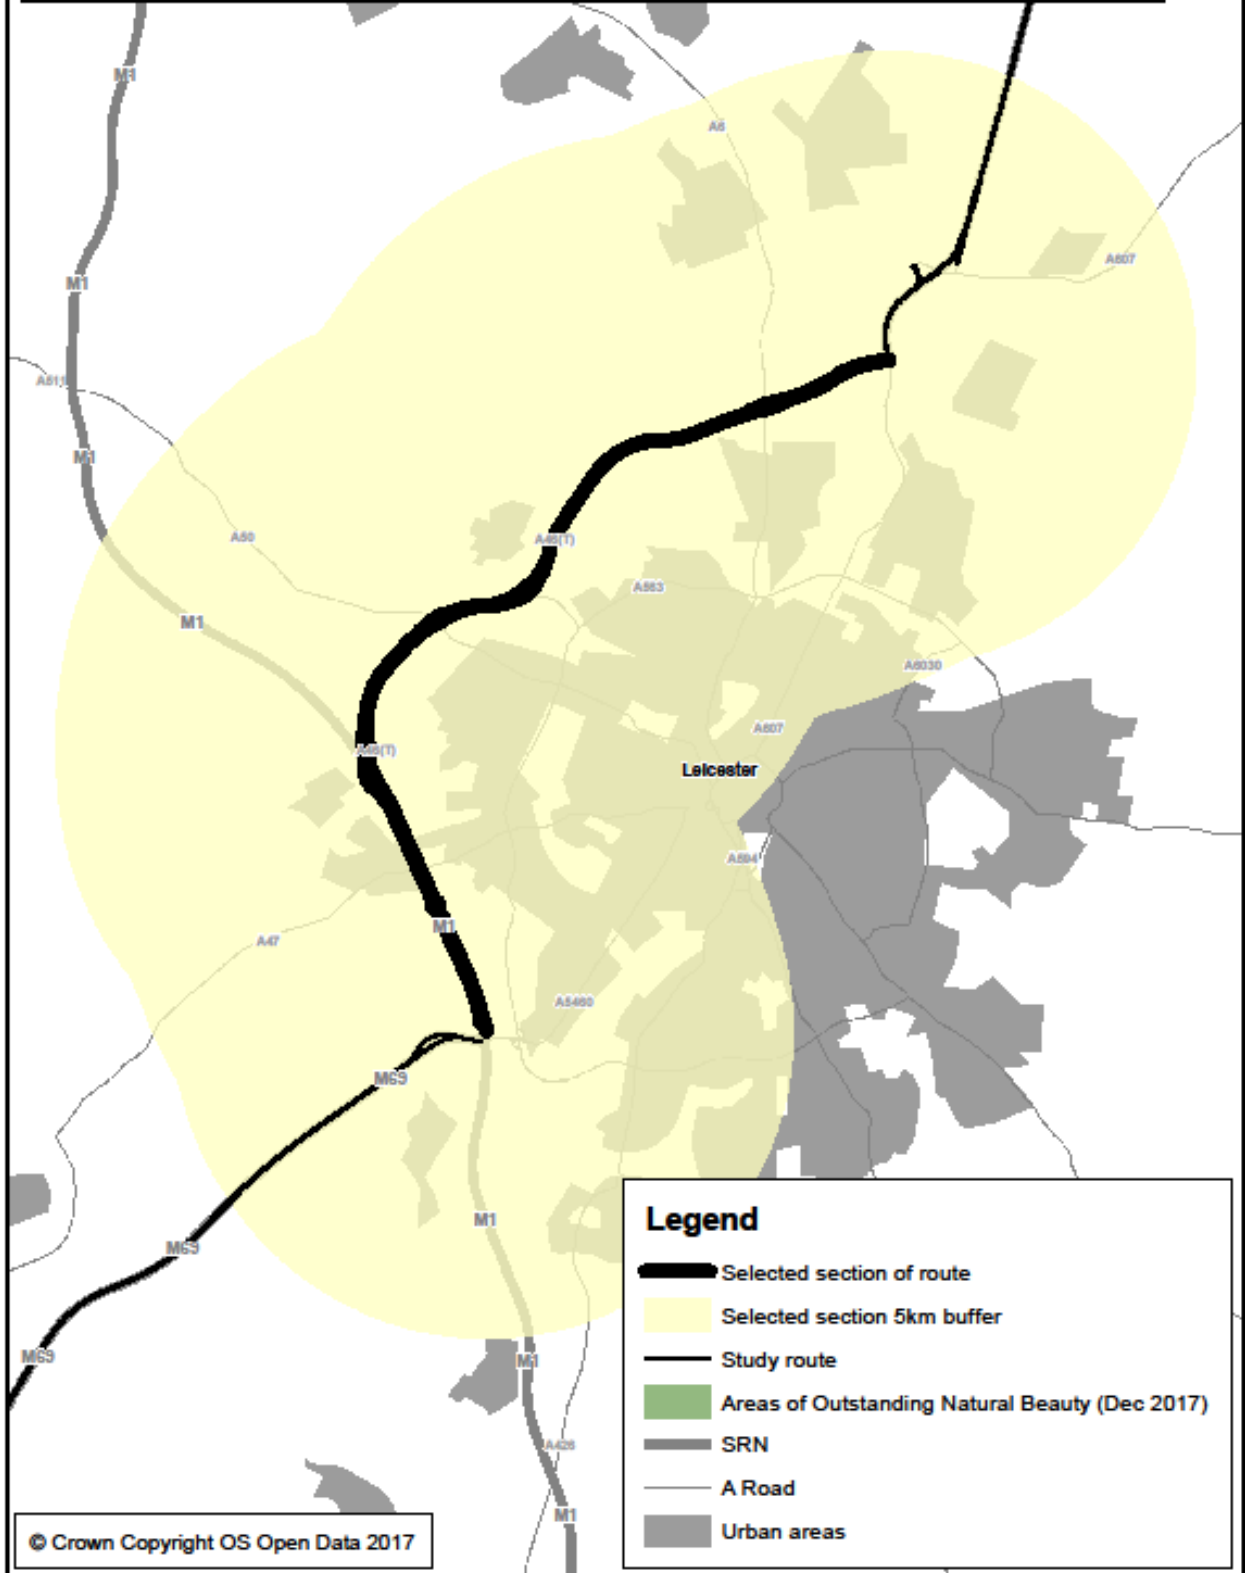 M1
A6
M1
A607
A511
M1
A50
A46(T)
A563
M1
A6030
A607
A46(T)
Leicester
A594
M1
A47
A5460
M69
M1
M69
M69
M1
A426
M1
Legend
Selected section of route
Selected section 5km buffer
Study route
Areas of Outstanding Natural Beauty (Dec 2017)
SRN
A Road
Urban areas
© Crown Copyright OS Open Data 2017